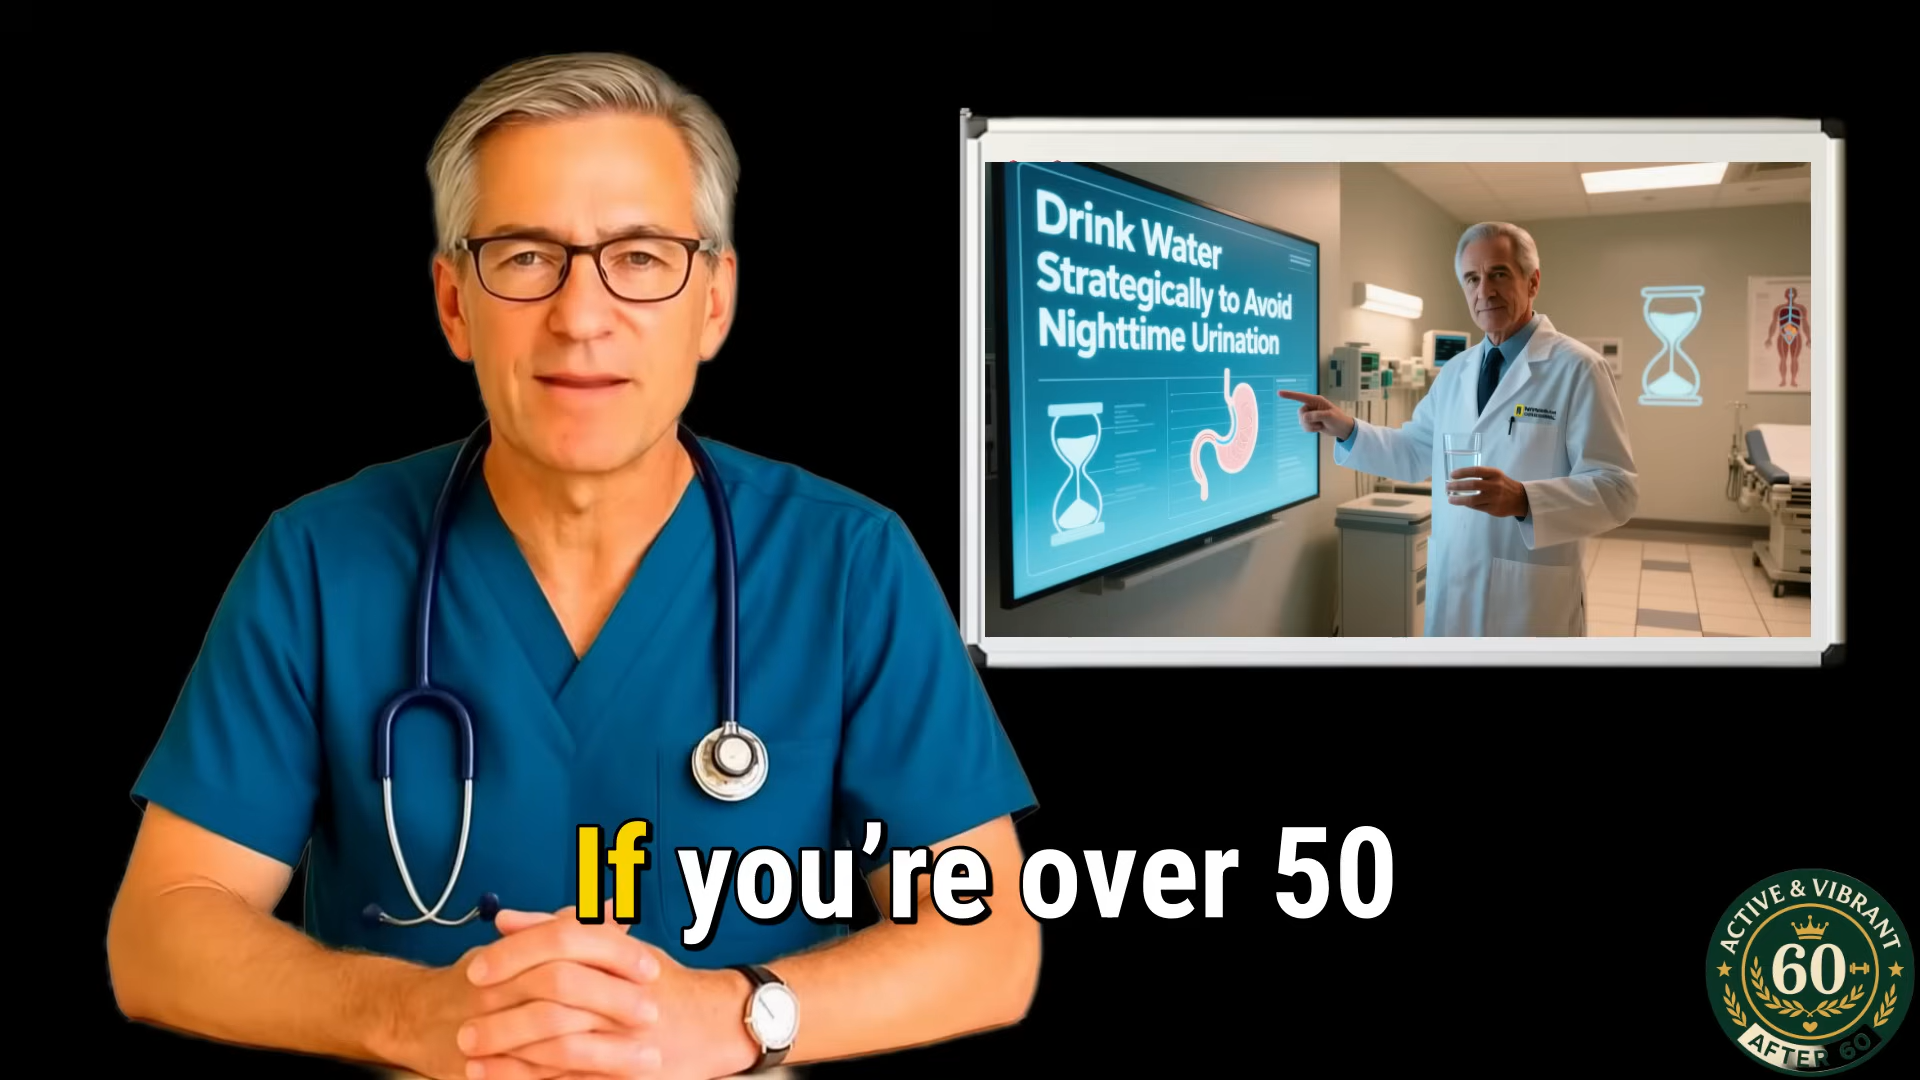 Drink Water
Strategically to Avoid
Nighttime Urination
If you’re over 50
ACTIVE & VIBRANT
60
AFTER 60